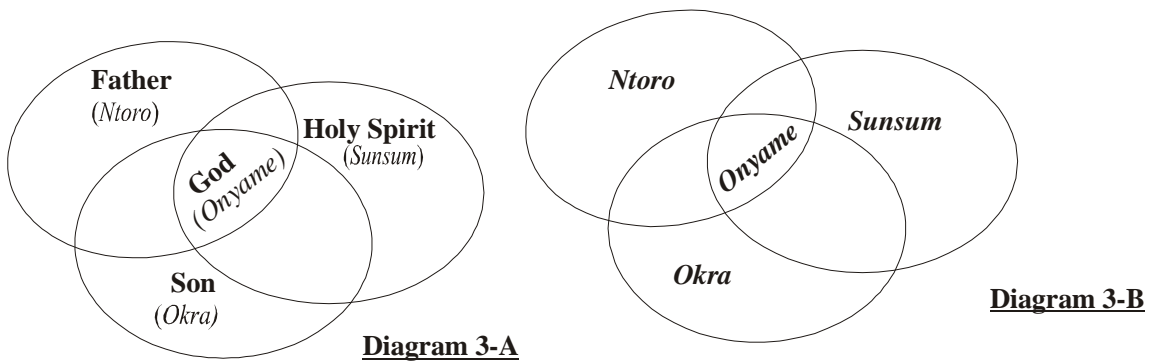 Father
(Ntoro)
Holy Spirit
(Sunsum)
God
(Onyame)
Son
(Okra)
Diagram 3-A
Ntoro
Sunsum
Onyame
Okra
Diagram 3-B